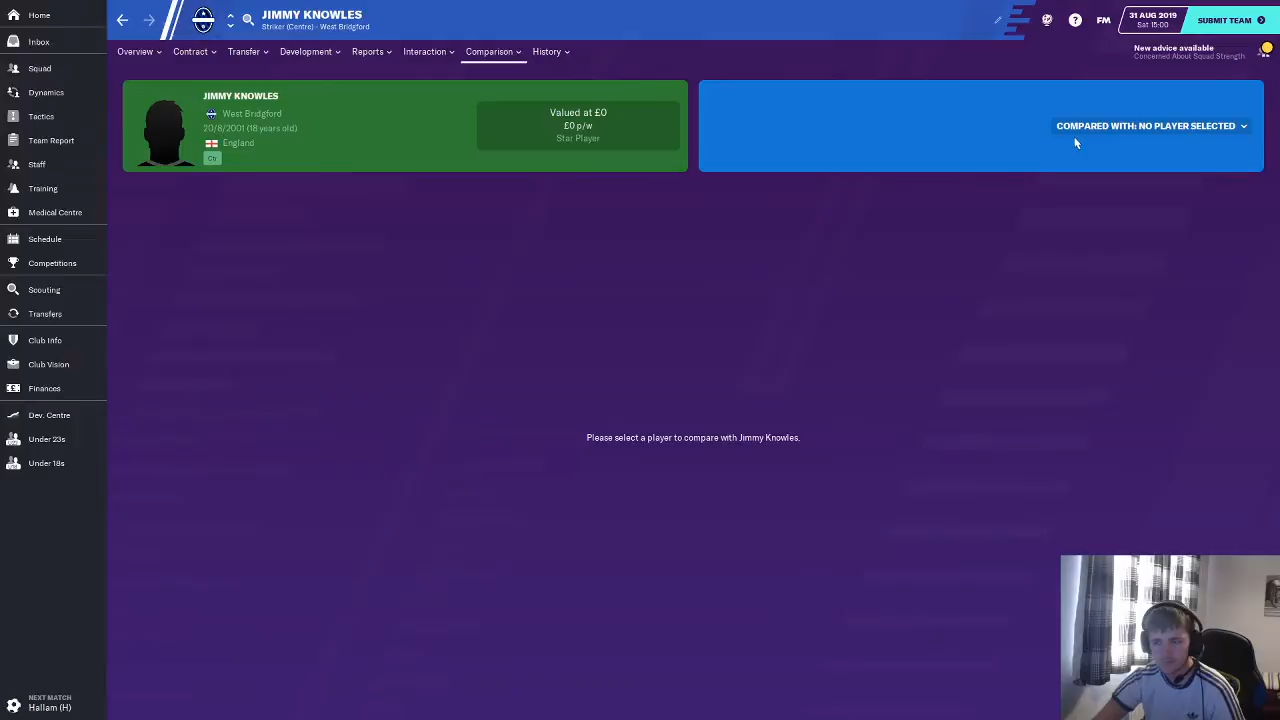 JIMMY KNOWLES
Striker (Centre) - West Bridgford
FM
31 AUG 2019
Sat 15:00
SUBMIT TEAM
Overview
Contract
Transfer
Development
Reports
Interaction
Comparison
History
New advice available
Concerned About Squad Strength
Inbox
Squad
Dynamics
Tactics
Team Report
Staff
Training
Medical Centre
Schedule
Competitions
Scouting
Transfers
Club Info
Club Vision
Finances
Dev. Centre
Under 23s
Under 18s
NEXT MATCH
Hallam (H)
JIMMY KNOWLES
West Bridgford
20/8/2001 (18 years old)
England
Ctr
Valued at £0
£0 p/w
Star Player
COMPARED WITH: NO PLAYER SELECTED
Please select a player to compare with Jimmy Knowles.